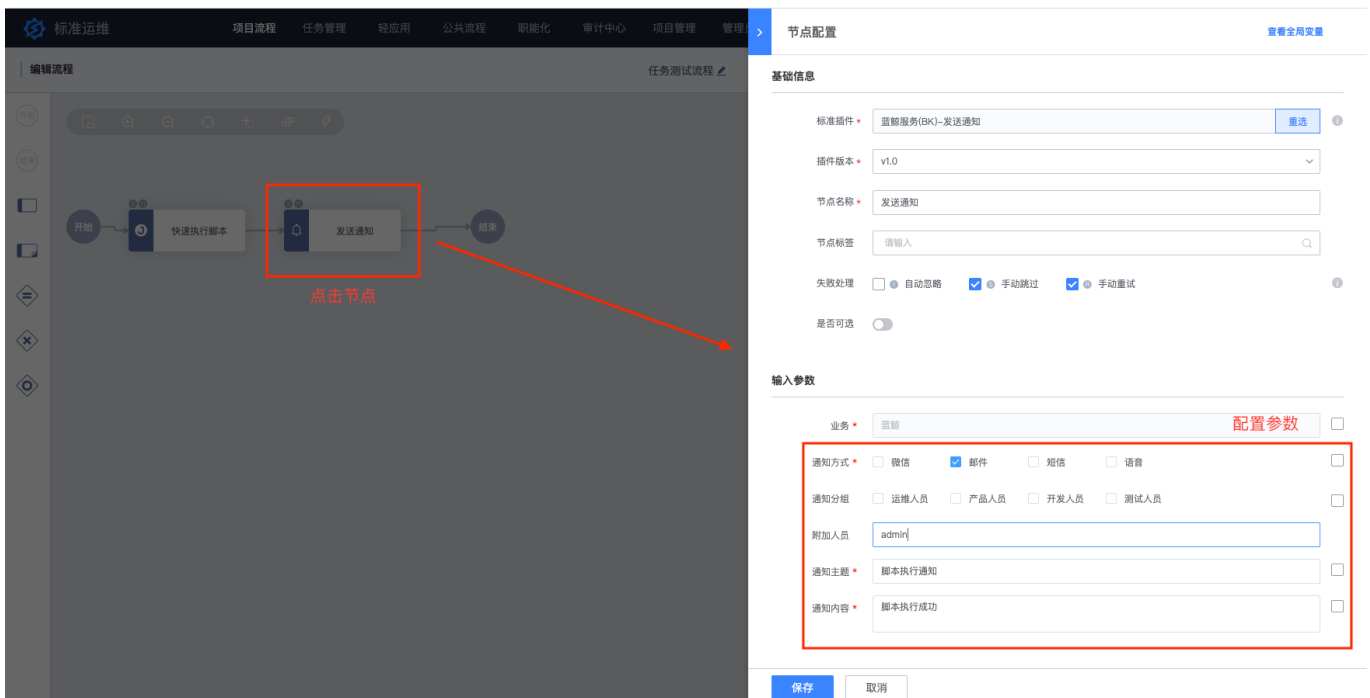 标准运维 项目流程 任务管理 轻应用 公共流程 职能化 审计中心 项目管理
编辑流程 任务测试流程
开始
结束
开始 快速执行脚本 发送通知 结束
点击节点
节点配置 查看全局变量
基础信息
标准插件 * 蓝鲸服务(BK)-发送通知 重选
插件版本 * v1.0
节点名称 * 发送通知
节点标签 请输入
失败处理 自动忽略 手动跳过 手动重试
是否可选
输入参数
业务 * 蓝鲸 配置参数
通知方式 * 微信 邮件 短信 语音
通知分组 运维人员 产品人员 开发人员 测试人员
附加人员 admin
通知主题 * 脚本执行通知
通知内容 * 脚本执行成功
保存 取消